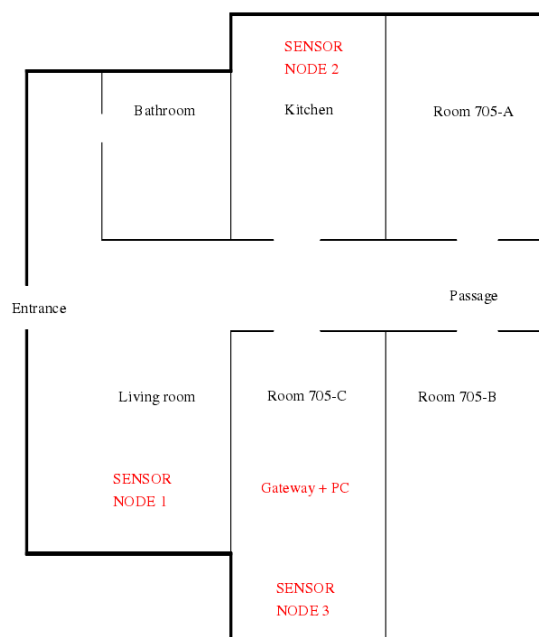 SENSOR
NODE 2
Bathroom
Kitchen
Room 705-A
Entrance
Passage
Living room
Room 705-C
Room 705-B
SENSOR
NODE 1
Gateway + PC
SENSOR
NODE 3